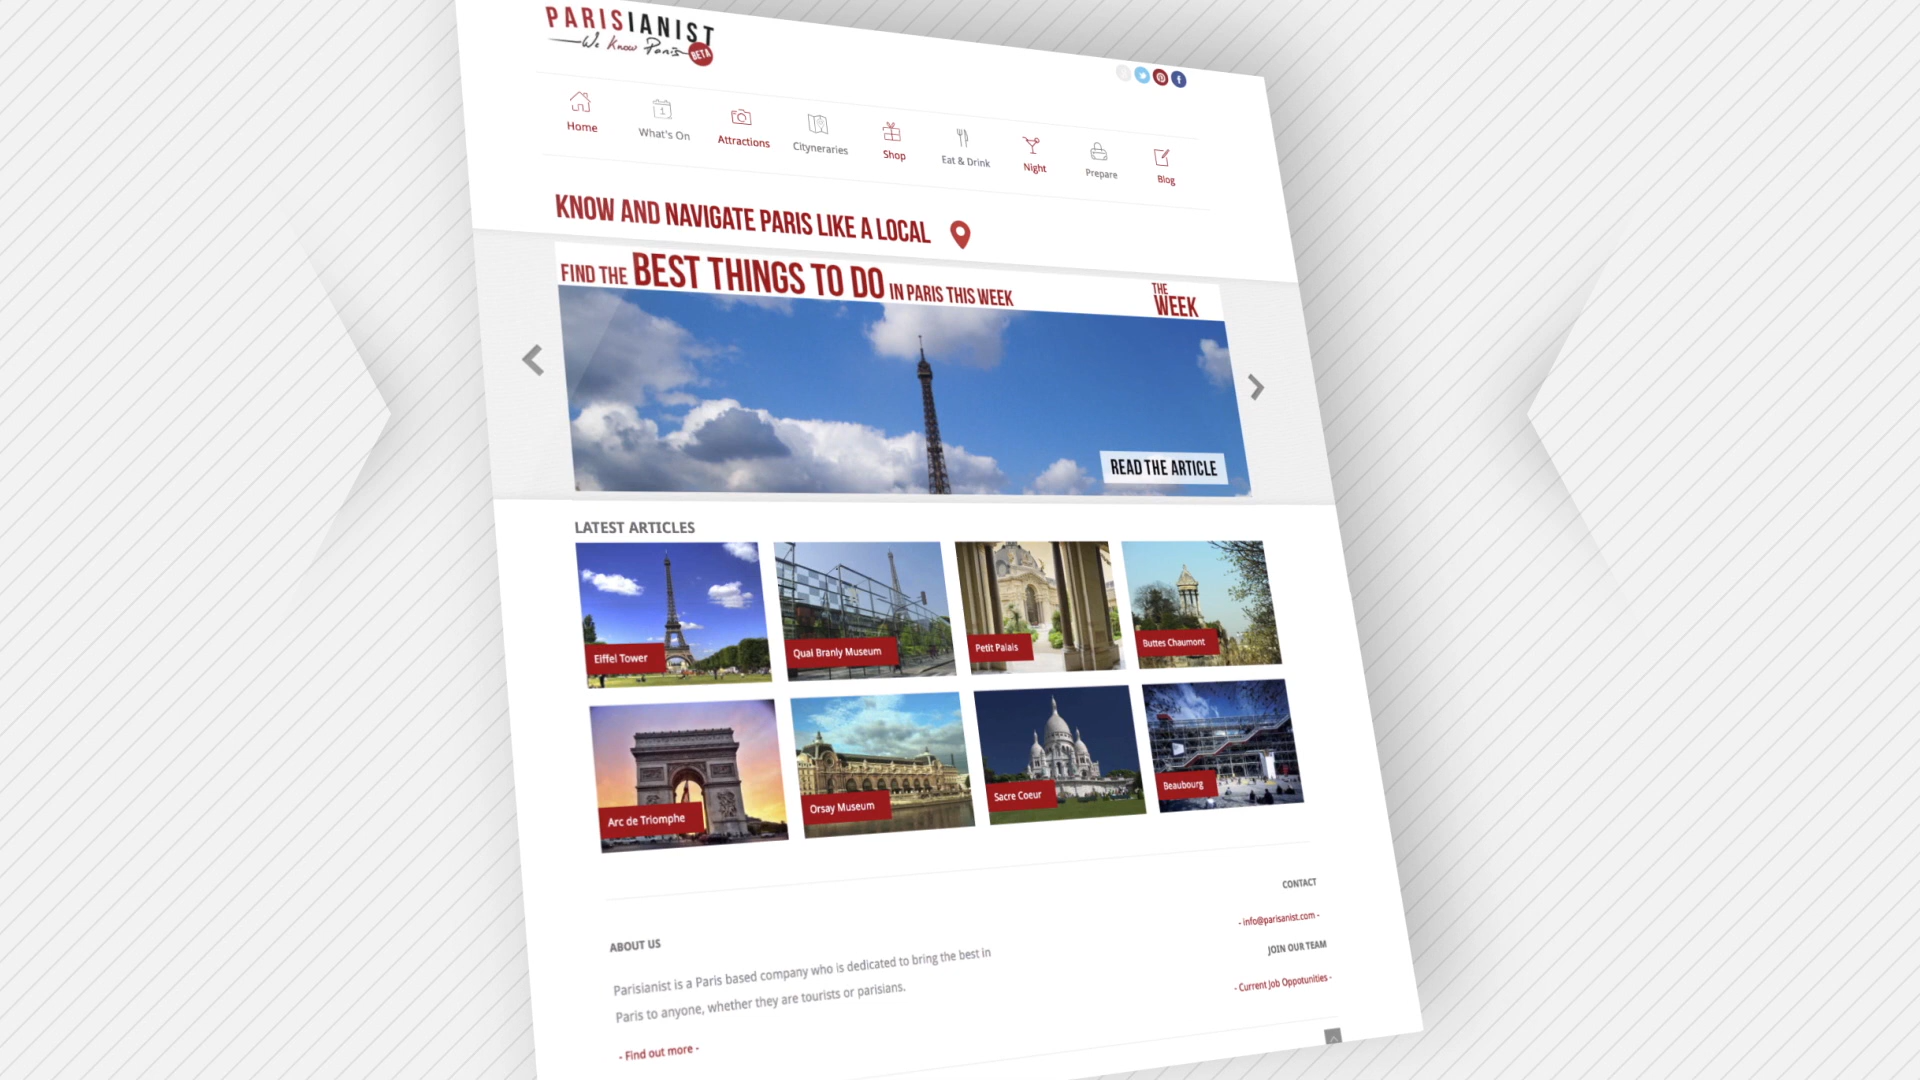 PARISIANIST
We Know Paris
BETA
1
Home
What's On
Attractions
Cityneraries
Shop
Eat & Drink
Night
Prepare
Blog
KNOW AND NAVIGATE PARIS LIKE A LOCAL
FIND THE BEST THINGS TO DO IN PARIS THIS WEEK
THE
WEEK
READ THE ARTICLE
LATEST ARTICLES
Eiffel Tower
Quai Branly Museum
Petit Palais
Buttes Chaumont
Arc de Triomphe
Orsay Museum
Sacre Coeur
Beaubourg
CONTACT
- info@parisanist.com -
JOIN OUR TEAM
- Current Job Oppotunities -
ABOUT US
Parisianist is a Paris based company who is dedicated to bring the best in
Paris to anyone, whether they are tourists or parisians.
- Find out more -